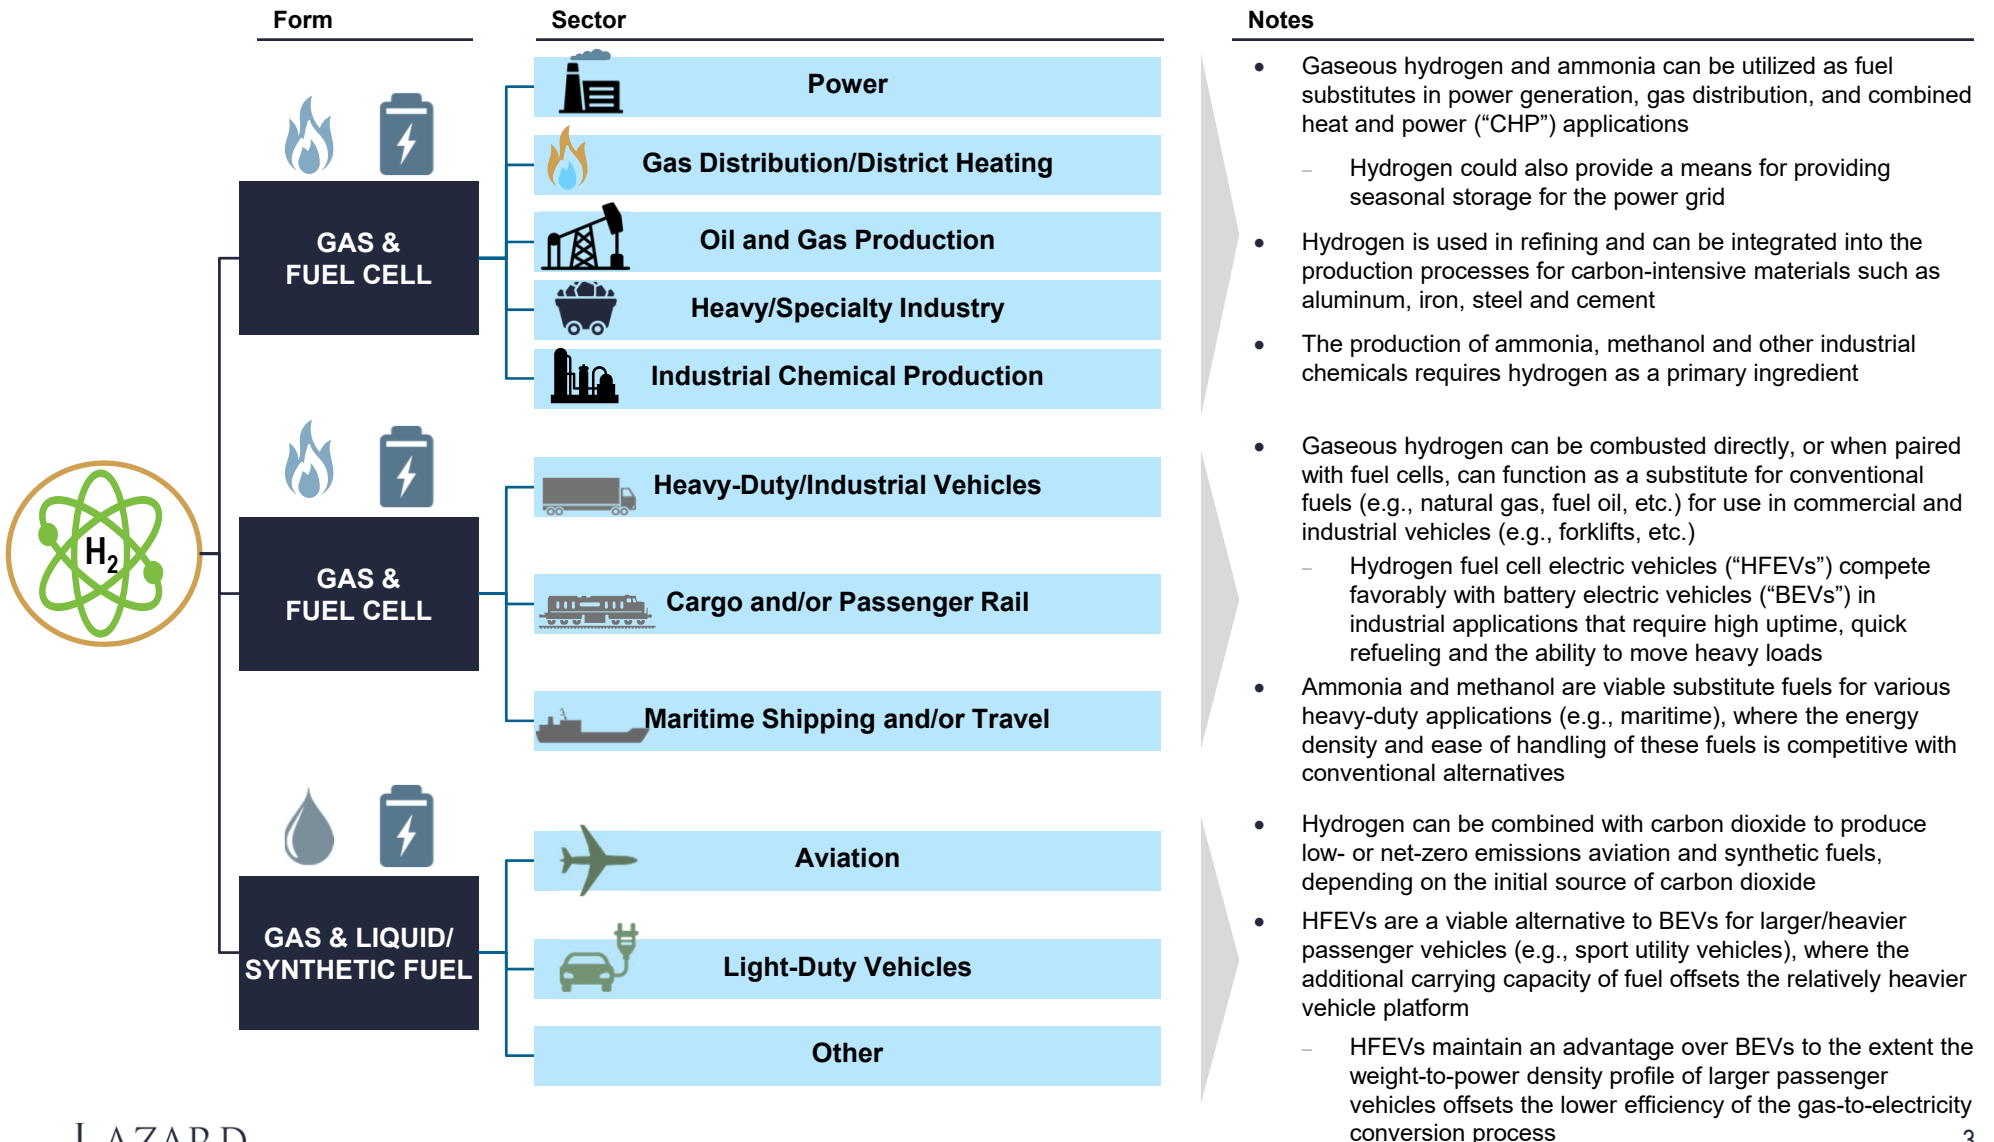 Form
Sector
Notes
GAS &
FUEL CELL
Power
Gas Distribution/District Heating
Oil and Gas Production
Heavy/Specialty Industry
Industrial Chemical Production
• Gaseous hydrogen and ammonia can be utilized as fuel
substitutes in power generation, gas distribution, and combined
heat and power (“CHP”) applications
– Hydrogen could also provide a means for providing
seasonal storage for the power grid
• Hydrogen is used in refining and can be integrated into the
production processes for carbon-intensive materials such as
aluminum, iron, steel and cement
• The production of ammonia, methanol and other industrial
chemicals requires hydrogen as a primary ingredient
H2
GAS &
FUEL CELL
Heavy-Duty/Industrial Vehicles
Cargo and/or Passenger Rail
Maritime Shipping and/or Travel
• Gaseous hydrogen can be combusted directly, or when paired
with fuel cells, can function as a substitute for conventional
fuels (e.g., natural gas, fuel oil, etc.) for use in commercial and
industrial vehicles (e.g., forklifts, etc.)
– Hydrogen fuel cell electric vehicles (“HFEVs”) compete
favorably with battery electric vehicles (“BEVs”) in
industrial applications that require high uptime, quick
refueling and the ability to move heavy loads
• Ammonia and methanol are viable substitute fuels for various
heavy-duty applications (e.g., maritime), where the energy
density and ease of handling of these fuels is competitive with
conventional alternatives
GAS & LIQUID/
SYNTHETIC FUEL
Aviation
Light-Duty Vehicles
Other
• Hydrogen can be combined with carbon dioxide to produce
low- or net-zero emissions aviation and synthetic fuels,
depending on the initial source of carbon dioxide
• HFEVs are a viable alternative to BEVs for larger/heavier
passenger vehicles (e.g., sport utility vehicles), where the
additional carrying capacity of fuel offsets the relatively heavier
vehicle platform
– HFEVs maintain an advantage over BEVs to the extent the
weight-to-power density profile of larger passenger
vehicles offsets the lower efficiency of the gas-to-electricity
conversion process
LAZARD
3